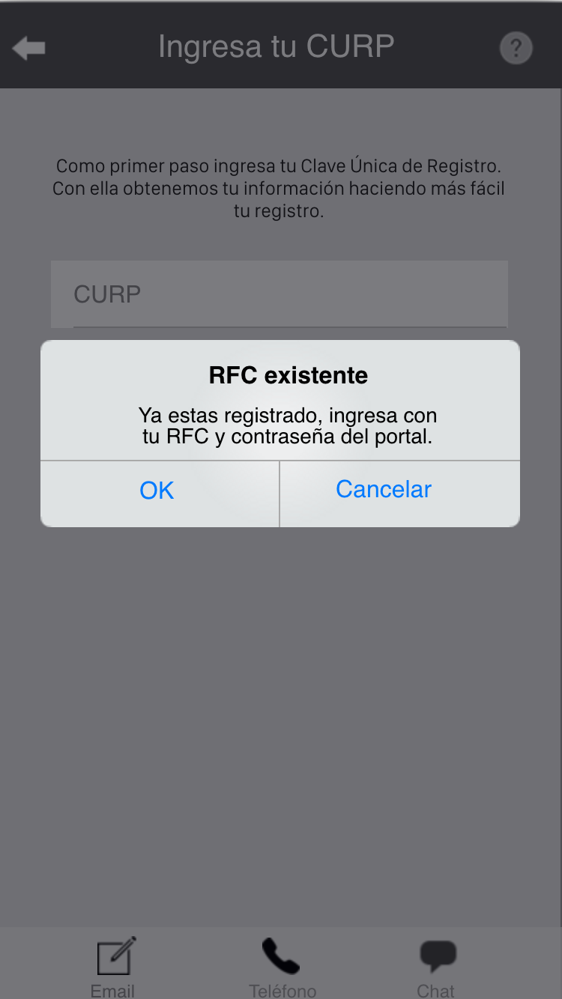 Ingresa tu CURP
?
Como primer paso ingresa tu Clave Única de Registro.
Con ella obtenemos tu información haciendo más fácil
tu registro.
CURP
RFC existente
Ya estas registrado, ingresa con
tu RFC y contraseña del portal.
OK
Cancelar
Email
Teléfono
Chat